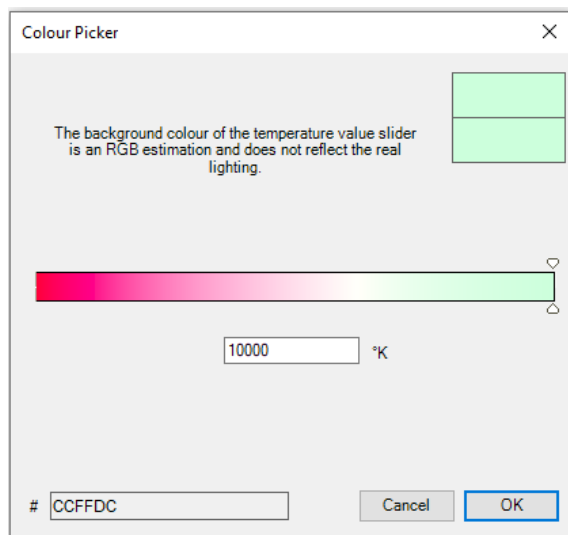 Colour Picker
The background colour of the temperature value slider
is an RGB estimation and does not reflect the real
lighting.
10000 °K
# CCFFDC Cancel OK